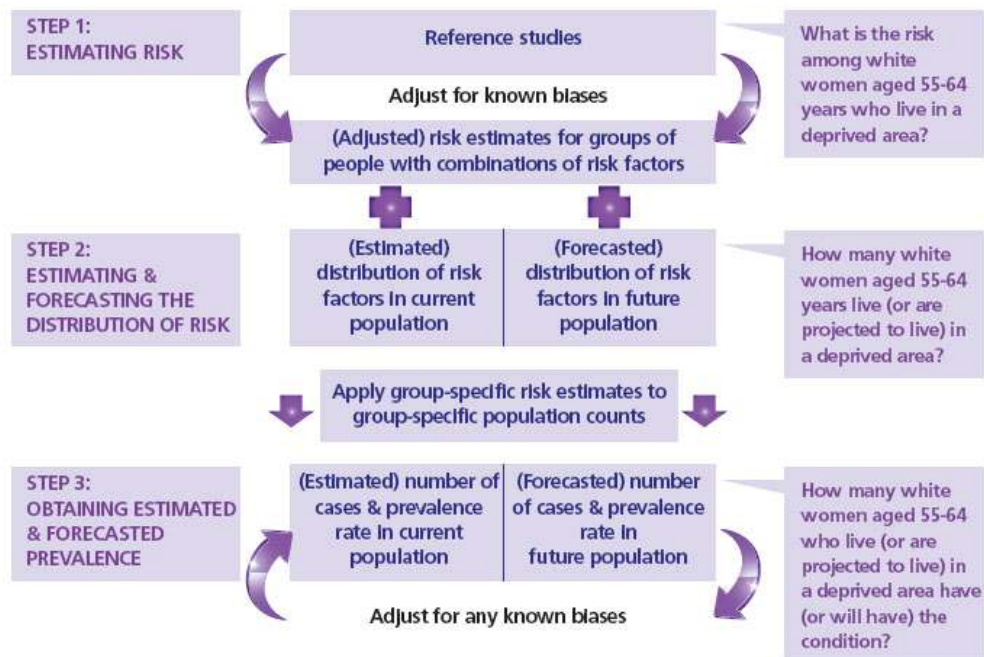 STEP 1:
ESTIMATING RISK
Reference studies
Adjust for known biases
(Adjusted) risk estimates for groups of
people with combinations of risk factors
What is the risk
among white
women aged 55-64
years who live in a
deprived area?
STEP 2:
ESTIMATING &
FORECASTING THE
DISTRIBUTION OF RISK
(Estimated)
distribution of risk
factors in current
population
(Forecasted)
distribution of risk
factors in future
population
How many white
women aged 55-64
years live (or are
projected to live) in
a deprived area?
Apply group-specific risk estimates to
group-specific population counts
STEP 3:
OBTAINING ESTIMATED
& FORECASTED
PREVALENCE
(Estimated) number of
cases & prevalence
rate in current
population
(Forecasted) number
of cases & prevalence
rate in
future population
Adjust for any known biases
How many white
women aged 55-64
who live (or are
projected to live) in
a deprived area have
(or will have) the
condition?